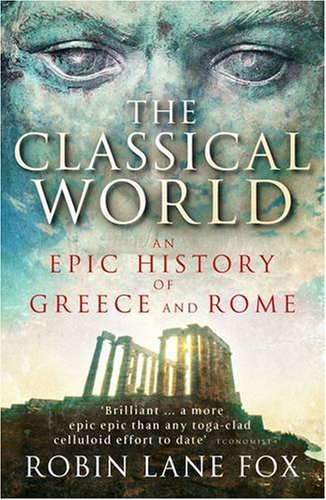 THE
CLASSICAL
WORLD
AN
EPIC HISTORY
OF
GREECE AND ROME
'Brilliant ... a more
epic epic than any toga-clad
celluloid effort to date' ECONOMIST
ROBIN LANE FOX